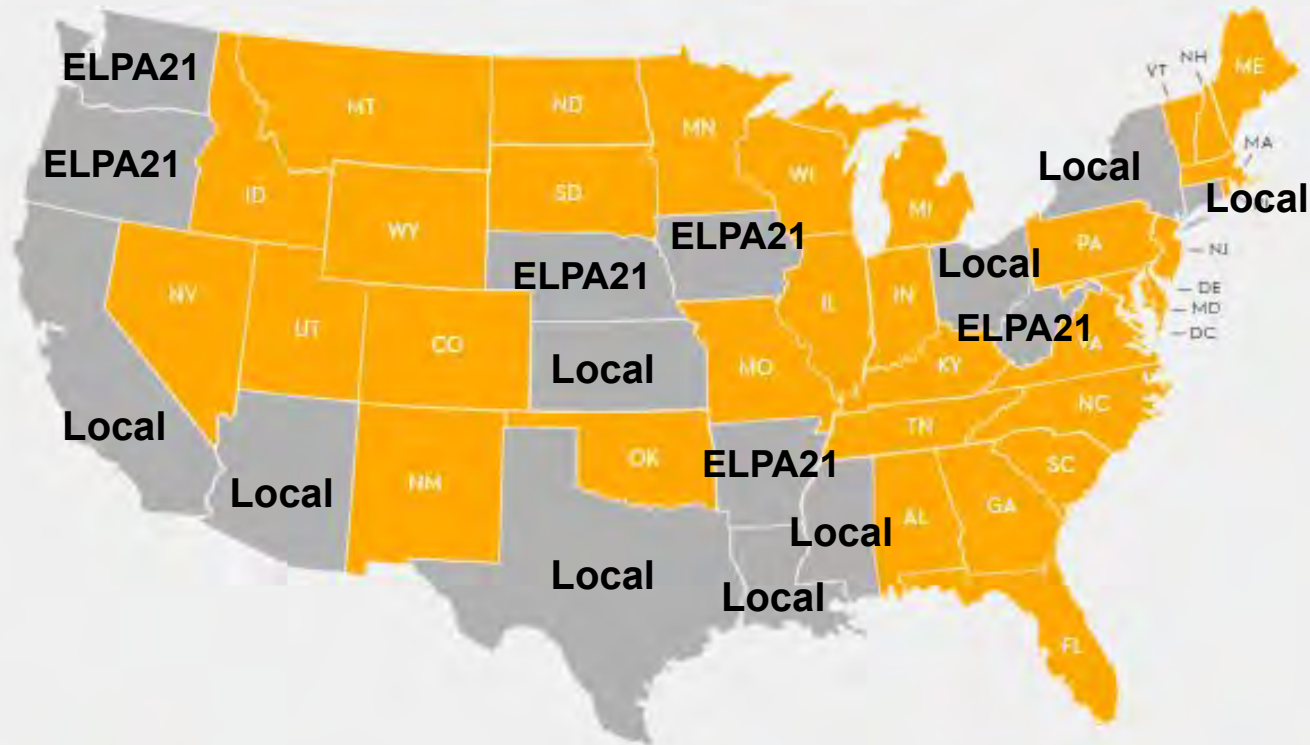 ELPA21
MT
ND
MN
VT
NH
ME
ELPA21
ID
SD
WI
MI
Local
MA
Local
WY
ELPA21
ELPA21
Local
PA
NJ
NV
UT
CO
IL
IN
ELPA21
VA
DE
MD
DC
Local
MO
KY
Local
Local
NM
OK
ELPA21
TN
NC
SC
Local
Local
Local
AL
GA
FL